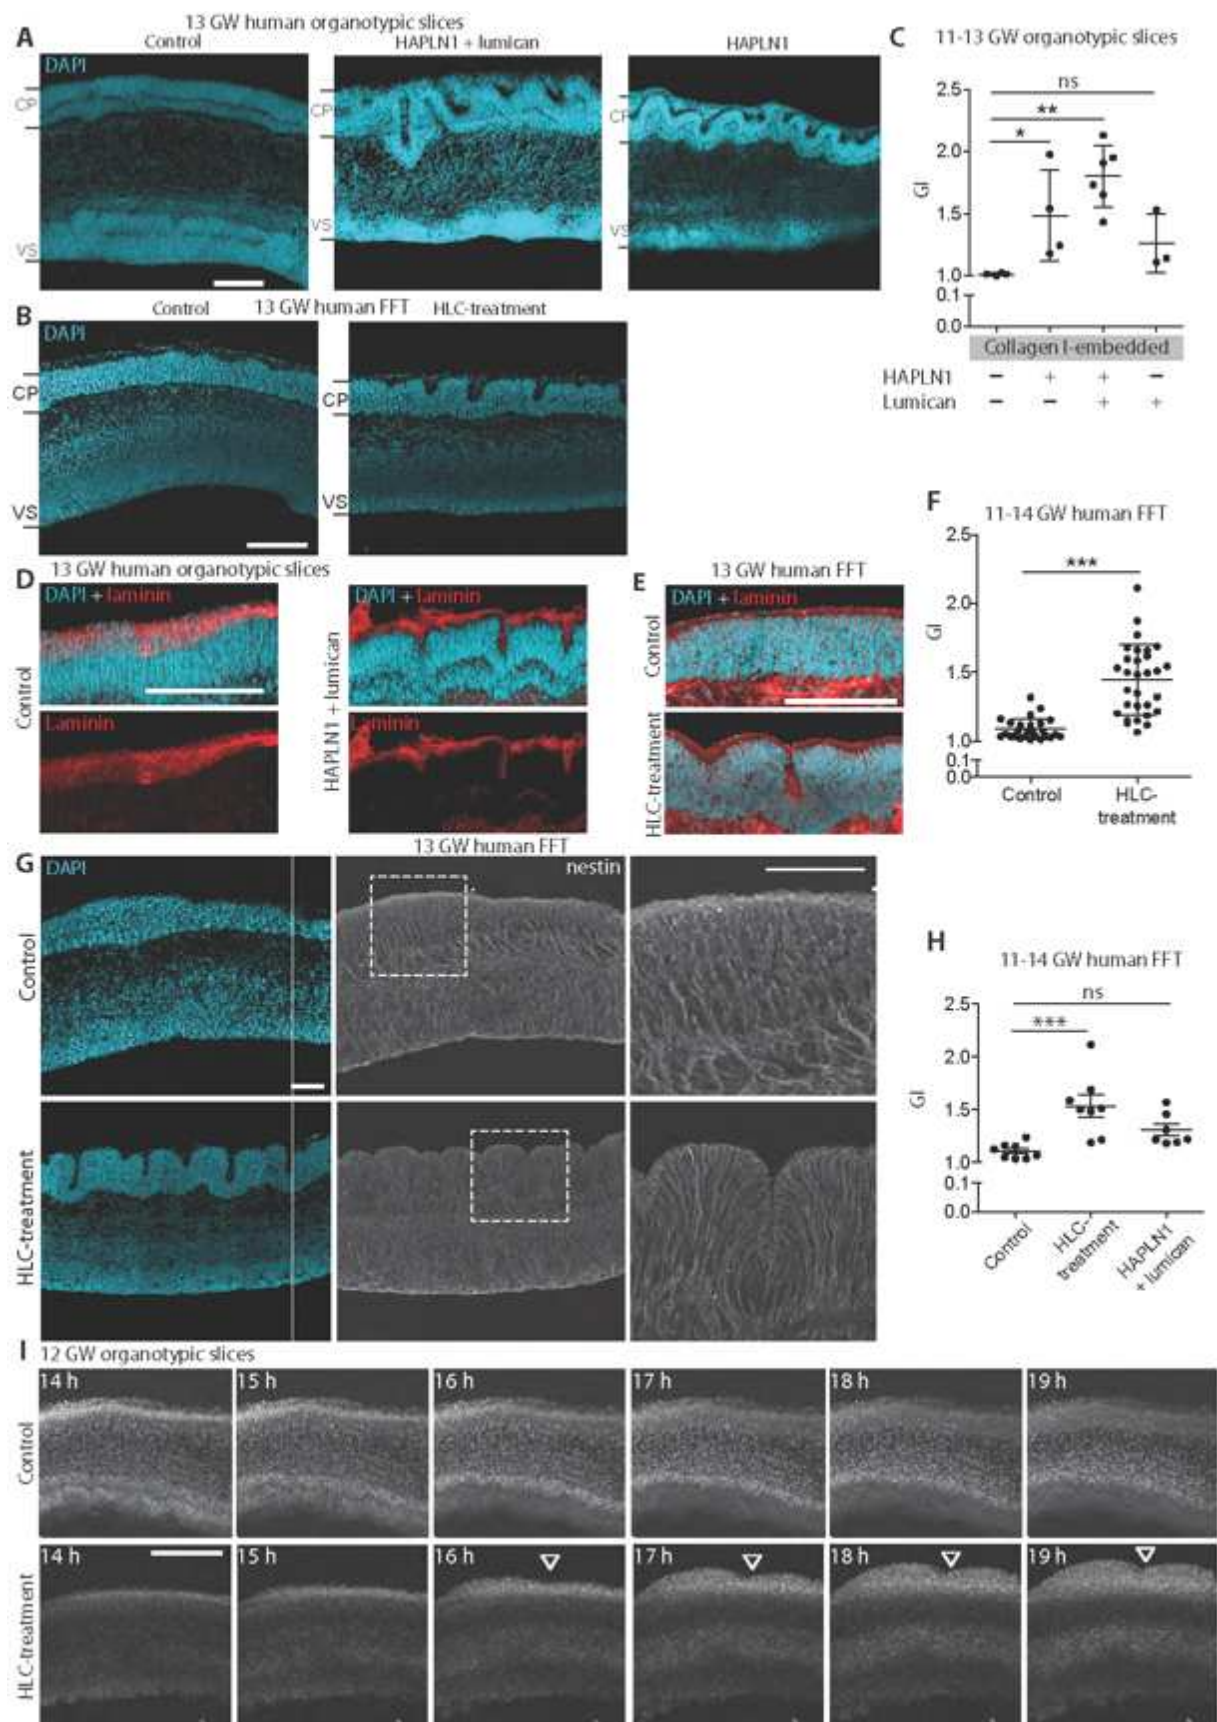 A
13 GW human organotypic slices
Control
HAPLN1 + lumican
HAPLN1
DAPI
CP
VS
CP
VS
CP
VS
B
13 GW human FFT
Control
HLC-treatment
DAPI
CP
VS
CP
VS
C
11-13 GW organotypic slices
ns
**
*
GI
2.5
2.0
1.5
1.0
0.1
0.0
Collagen I-embedded
HAPLN1 − + + −
Lumican − − + +
D
13 GW human organotypic slices
Control
DAPI + laminin
Laminin
HAPLN1 + lumican
DAPI + laminin
Laminin
E
13 GW human FFT
Control
DAPI + laminin
HLC-treatment
F
11-14 GW human FFT
***
GI
2.5
2.0
1.5
1.0
0.1
0.0
Control
HLC-
treatment
G
13 GW human FFT
DAPI
nestin
Control
HLC-treatment
H
11-14 GW human FFT
ns
***
GI
2.5
2.0
1.5
1.0
0.1
0.0
Control
HLC-
treatment
HAPLN1
+ lumican
I
12 GW organotypic slices
Control
14 h
15 h
16 h
17 h
18 h
19 h
HLC-treatment
14 h
15 h
16 h
17 h
18 h
19 h